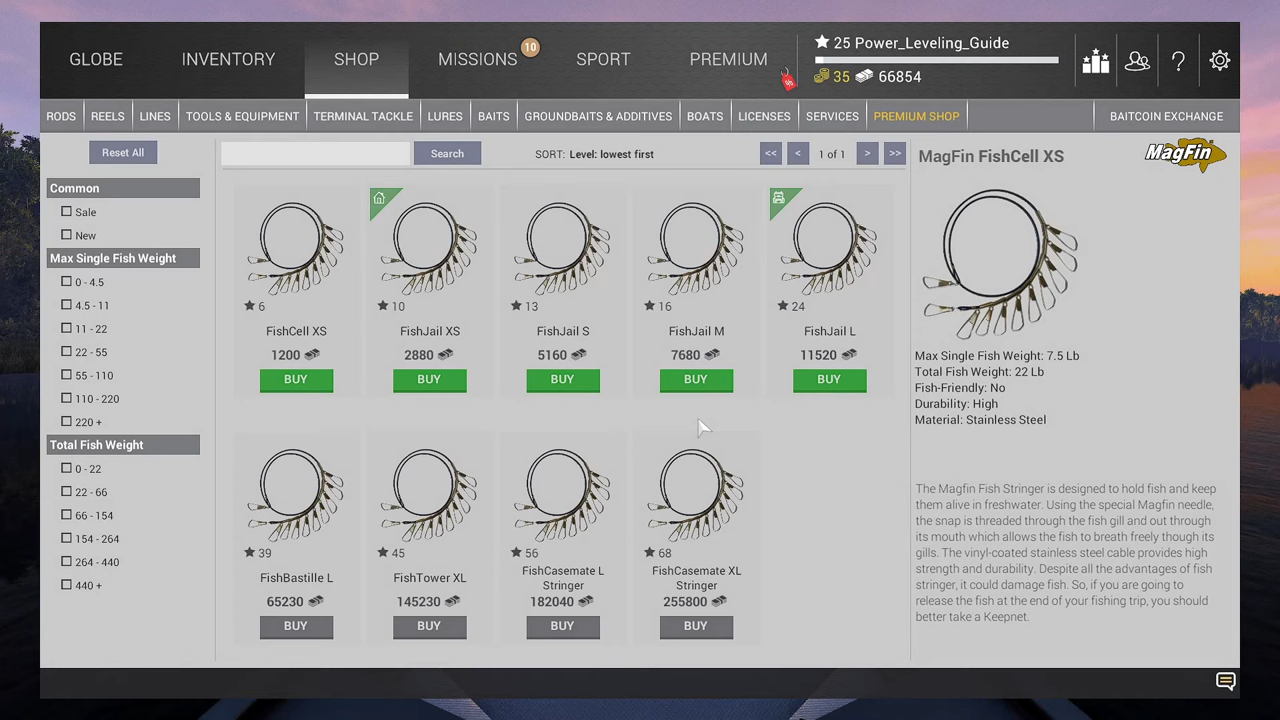 GLOBE INVENTORY SHOP MISSIONS 10 SPORT PREMIUM %
25 Power_Leveling_Guide
35 66854
?
RODS REELS LINES TOOLS & EQUIPMENT TERMINAL TACKLE LURES BAITS GROUNDBAITS & ADDITIVES BOATS LICENSES SERVICES PREMIUM SHOP BAITCOIN EXCHANGE
Reset All
Search SORT: Level: lowest first << < 1 of 1 > >>
Common
Sale
New
Max Single Fish Weight
0 - 4.5
4.5 - 11
11 - 22
22 - 55
55 - 110
110 - 220
220 +
Total Fish Weight
0 - 22
22 - 66
66 - 154
154 - 264
264 - 440
440 +
6 10 13 16 24
FishCell XS FishJail XS FishJail S FishJail M FishJail L
1200 2880 5160 7680 11520
BUY BUY BUY BUY BUY
39 45 56 68
FishBastille L FishTower XL FishCasemate L Stringer FishCasemate XL Stringer
65230 145230 182040 255800
BUY BUY BUY BUY
MagFin FishCell XS
MagFin
Max Single Fish Weight: 7.5 Lb
Total Fish Weight: 22 Lb
Fish-Friendly: No
Durability: High
Material: Stainless Steel
The Magfin Fish Stringer is designed to hold fish and keep
them alive in freshwater. Using the special Magfin needle,
the snap is threaded through the fish gill and out through
its mouth which allows the fish to breath freely though its
gills. The vinyl-coated stainless steel cable provides high
strength and durability. Despite all the advantages of fish
stringer, it could damage fish. So, if you are going to
release the fish at the end of your fishing trip, you should
better take a Keepnet.